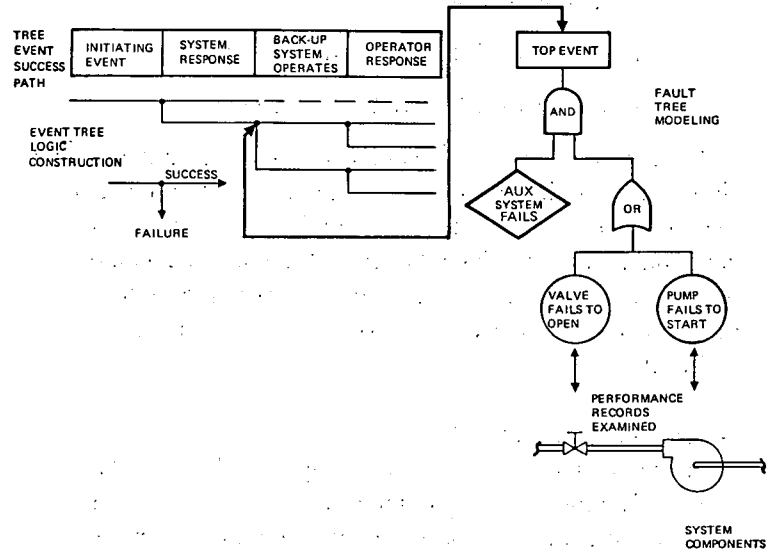 TREE
EVENT
SUCCESS
PATH
INITIATING
EVENT
SYSTEM
RESPONSE
BACK-UP
SYSTEM
OPERATES
OPERATOR
RESPONSE
EVENT TREE
LOGIC
CONSTRUCTION
SUCCESS
FAILURE
TOP EVENT
FAULT
TREE
MODELING
AND
AUX
SYSTEM
FAILS
OR
VALVE
FAILS TO
OPEN
PUMP
FAILS TO
START
PERFORMANCE
RECORDS
EXAMINED
SYSTEM
COMPONENTS